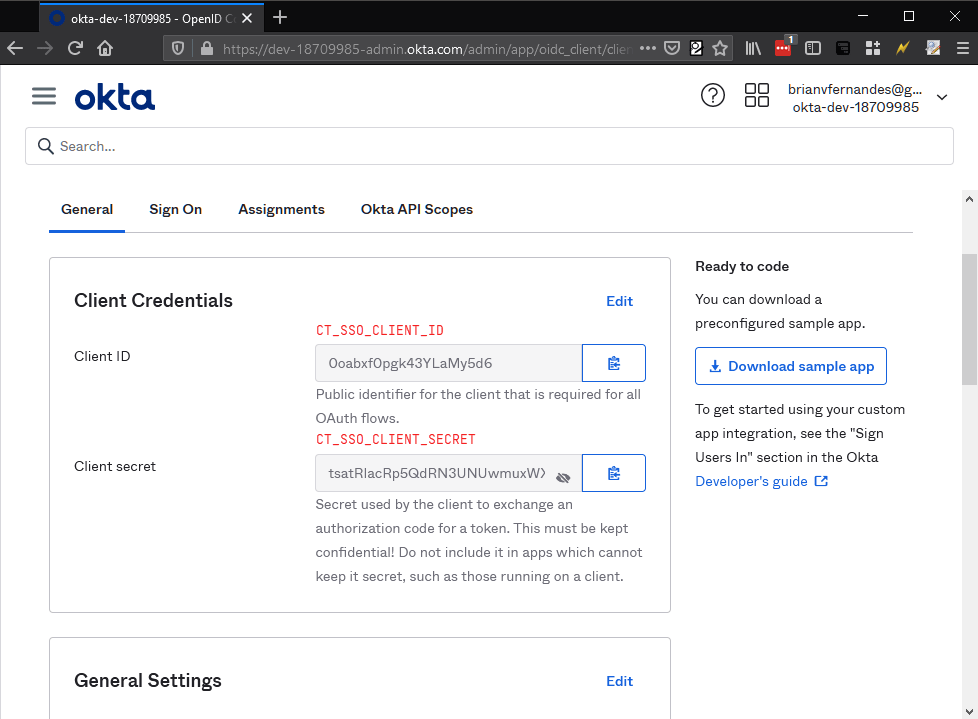 okta-dev-18709985 - OpenID C
https://dev-18709985-admin.okta.com/admin/app/oidc_client/clien
1
okta
brianvfernandes@g...
okta-dev-18709985
Search...
General
Sign On
Assignments
Okta API Scopes
Client Credentials
Edit
CT_SSO_CLIENT_ID
Client ID
0oabxf0pgk43YLaMy5d6
Public identifier for the client that is required for all
OAuth flows.
CT_SSO_CLIENT_SECRET
Client secret
tsatRIacRp5QdRN3UNUwmuxWX
Secret used by the client to exchange an
authorization code for a token. This must be kept
confidential! Do not include it in apps which cannot
keep it secret, such as those running on a client.
Ready to code
You can download a
preconfigured sample app.
Download sample app
To get started using your custom
app integration, see the "Sign
Users In" section in the Okta
Developer's guide
General Settings
Edit